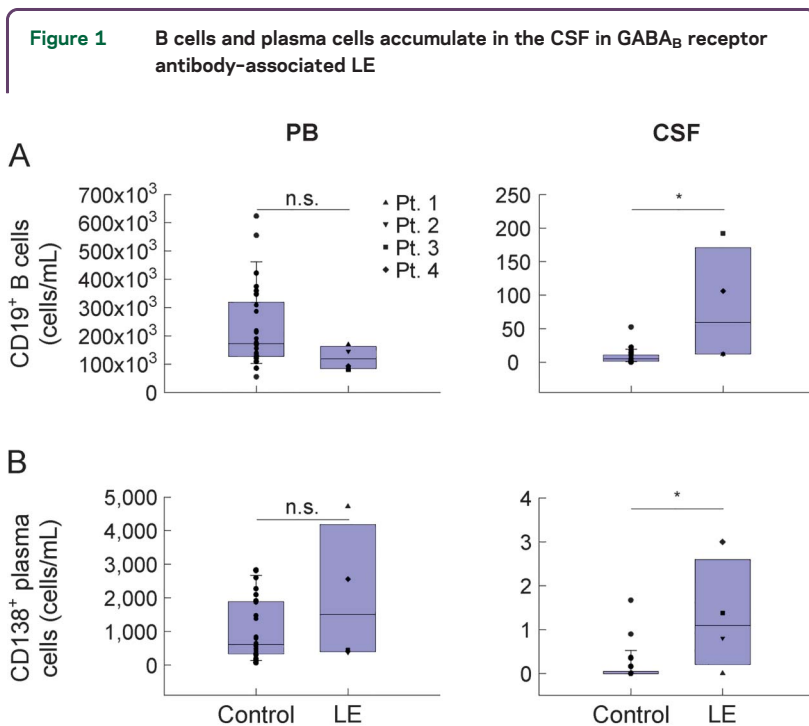 Figure 1 B cells and plasma cells accumulate in the CSF in GABA_B receptor
antibody-associated LE
PB CSF
A
CD19⁺ B cells
(cells/mL)
700x10³
600x10³
500x10³
400x10³
300x10³
200x10³
100x10³
0
n.s.
Pt. 1
Pt. 2
Pt. 3
Pt. 4
250
200
150
100
50
0
*
B
CD138⁺ plasma
cells (cells/mL)
5,000
4,000
3,000
2,000
1,000
0
n.s.
4
3
2
1
0
*
Control LE Control LE